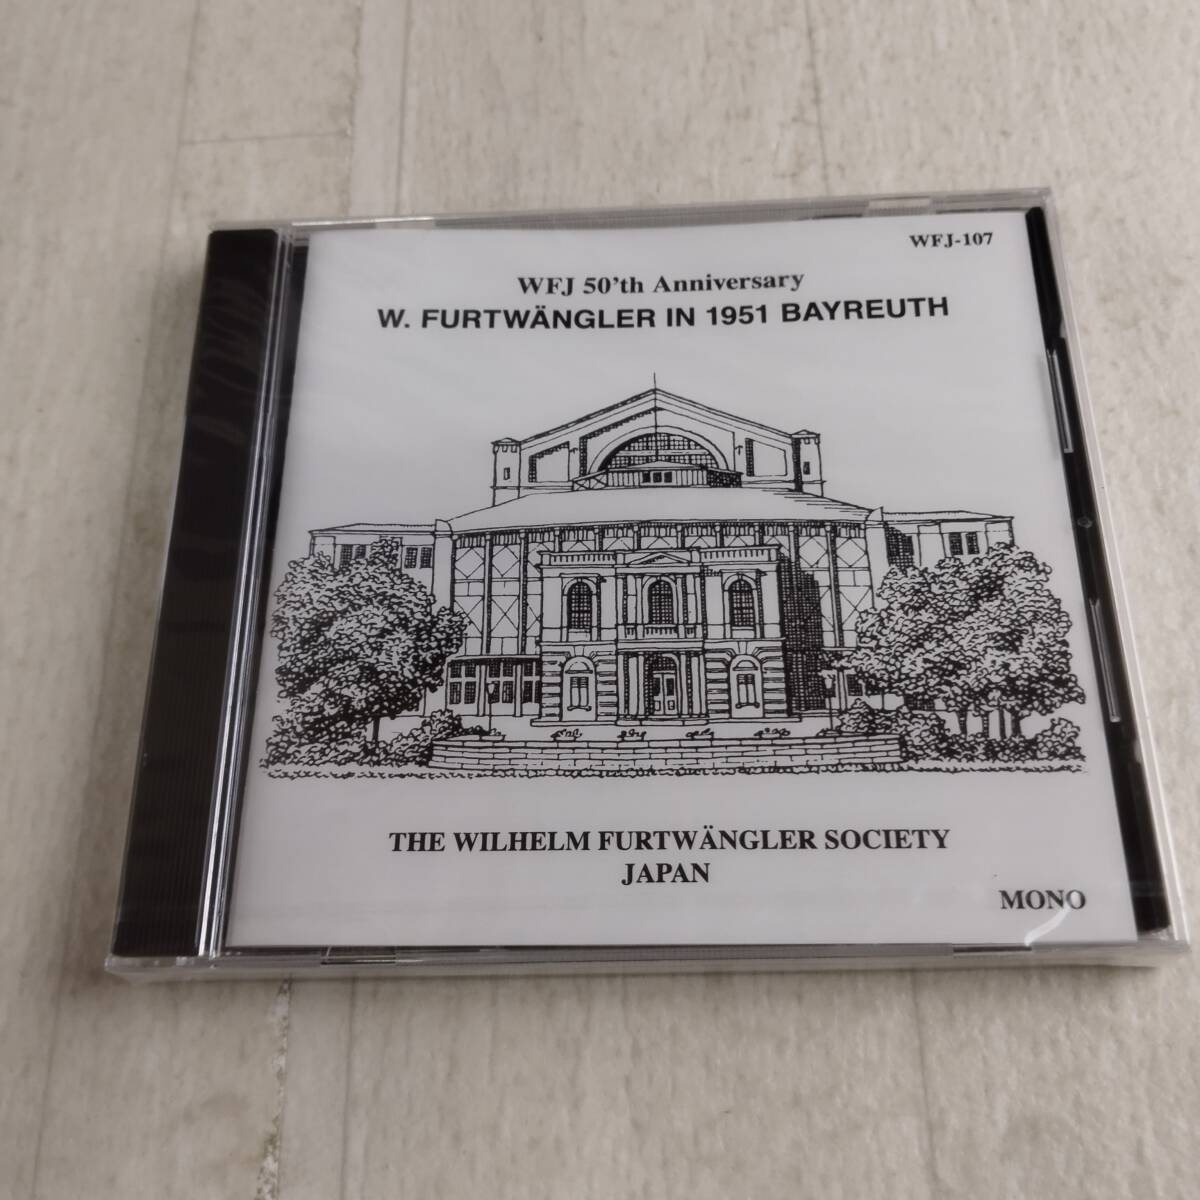 WFJ-107
WFJ 50’th Anniversary
W. FURTWÄNGLER IN 1951 BAYREUTH
THE WILHELM FURTWÄNGLER SOCIETY
JAPAN
MONO